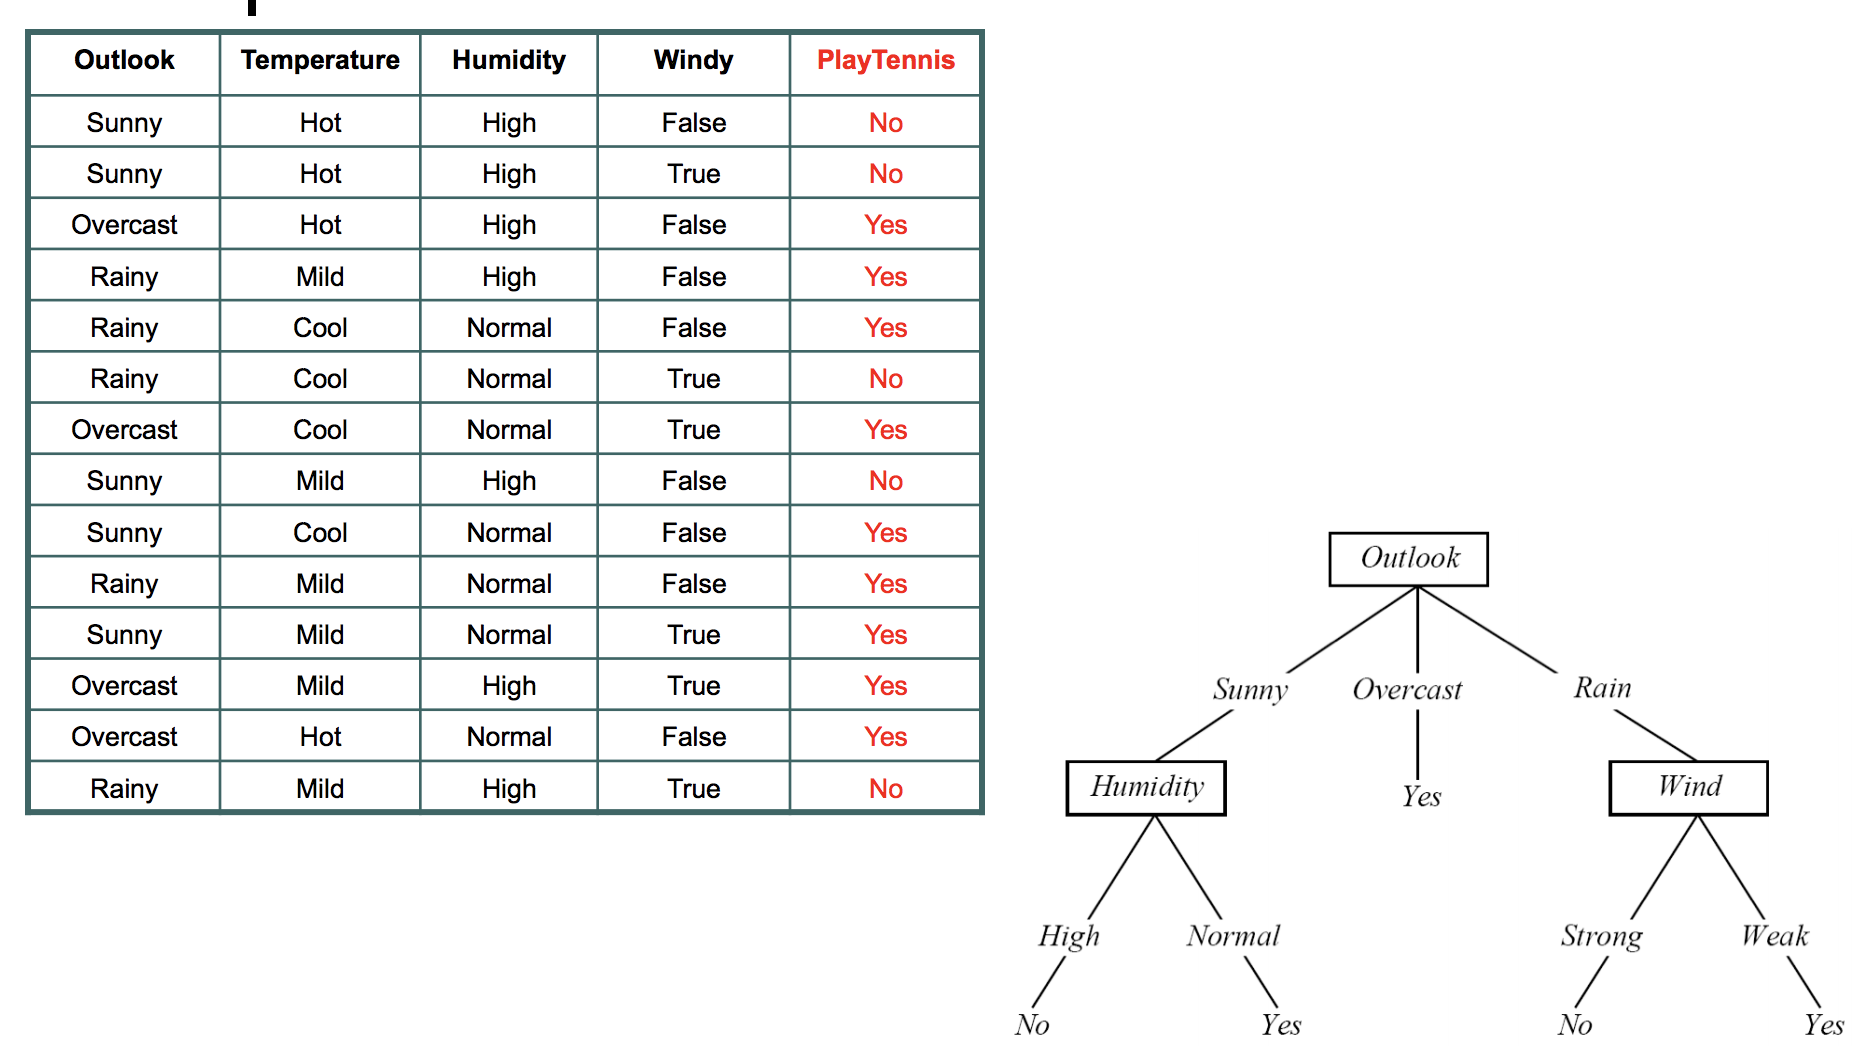 Outlook Temperature Humidity Windy PlayTennis
Sunny Hot High False No
Sunny Hot High True No
Overcast Hot High False Yes
Rainy Mild High False Yes
Rainy Cool Normal False Yes
Rainy Cool Normal True No
Overcast Cool Normal True Yes
Sunny Mild High False No
Sunny Cool Normal False Yes
Rainy Mild Normal False Yes
Sunny Mild Normal True Yes
Overcast Mild High True Yes
Overcast Hot Normal False Yes
Rainy Mild High True No
Outlook
Sunny Overcast Rain
Humidity Yes Wind
High Normal Strong Weak
No Yes No Yes